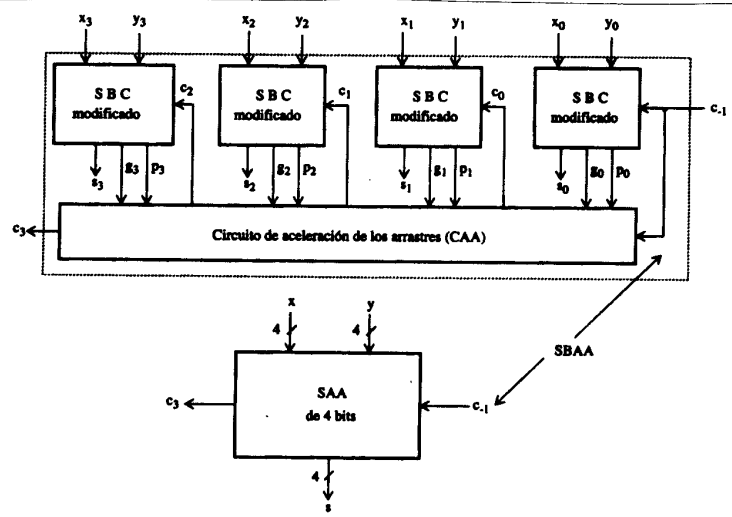 x3 y3 x2 y2 x1 y1 x0 y0
SBC modificado c2 SBC modificado c1 SBC modificado c0 SBC modificado c-1
s3 g3 p3 s2 g2 p2 s1 g1 p1 s0 g0 p0
c3 Circuito de aceleración de los arrastres (CAA)
x y
4 4
SBAA
SAA
c3 c-1
de 4 bits
4
s